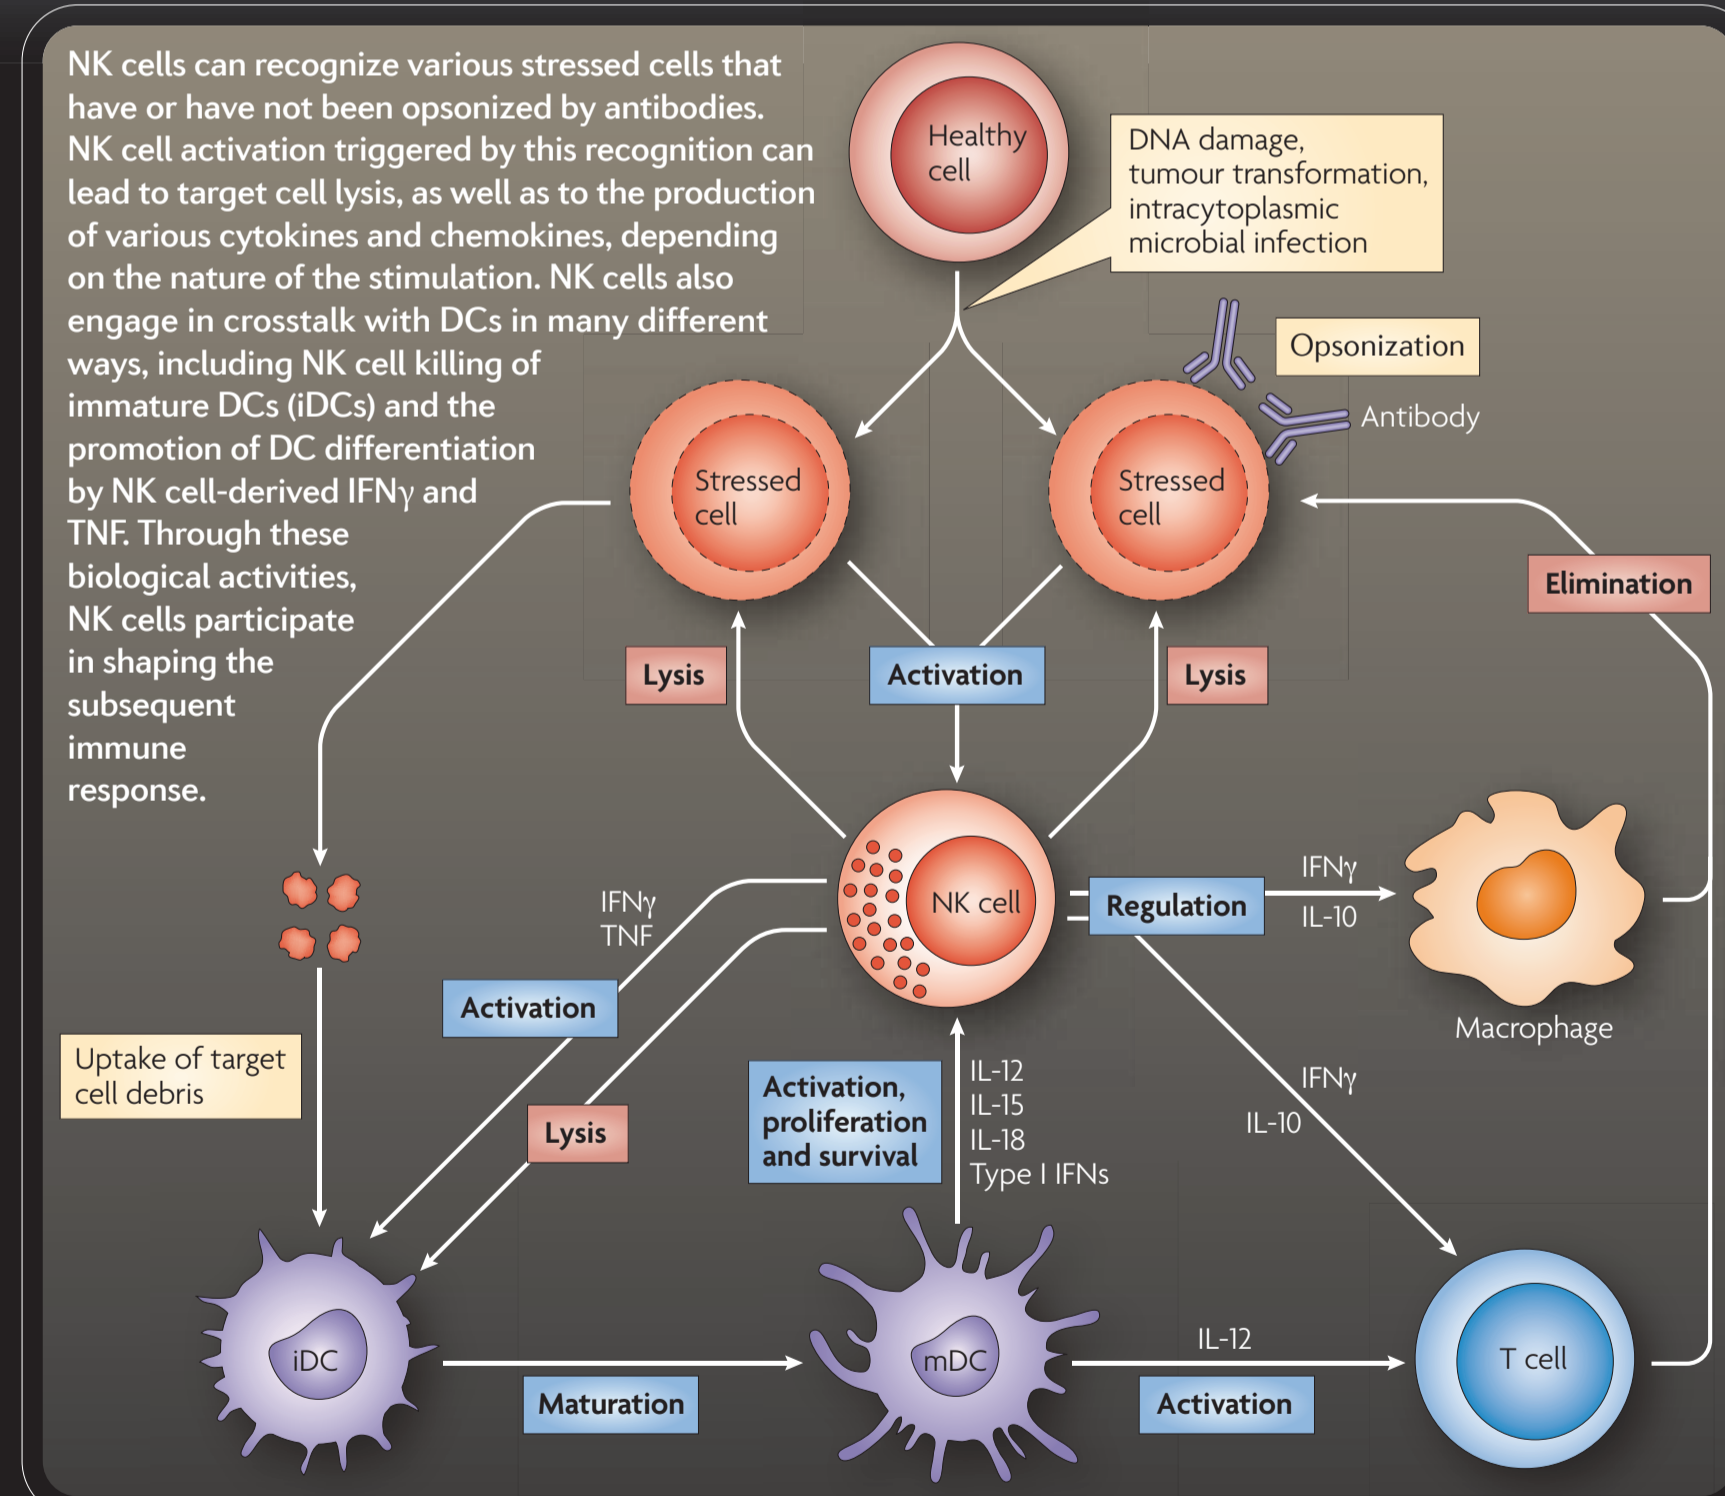 NK cells can recognize various stressed cells that
have or have not been opsonized by antibodies.
NK cell activation triggered by this recognition can
lead to target cell lysis, as well as to the production
of various cytokines and chemokines, depending
on the nature of the stimulation. NK cells also
engage in crosstalk with DCs in many different
ways, including NK cell killing of
immature DCs (iDCs) and the
promotion of DC differentiation
by NK cell-derived IFNγ and
TNF. Through these
biological activities,
NK cells participate
in shaping the
subsequent
immune
response.
Healthy
cell
DNA damage,
tumour transformation,
intracytoplasmic
microbial infection
Opsonization
Antibody
Stressed
cell
Stressed
cell
Elimination
Lysis
Activation
Lysis
NK cell
IFNγ
TNF
Regulation
IFNγ
IL-10
Macrophage
Activation
Uptake of target
cell debris
Lysis
Activation,
proliferation
and survival
IL-12
IL-15
IL-18
Type I IFNs
IFNγ
IL-10
iDC
Maturation
mDC
IL-12
Activation
T cell